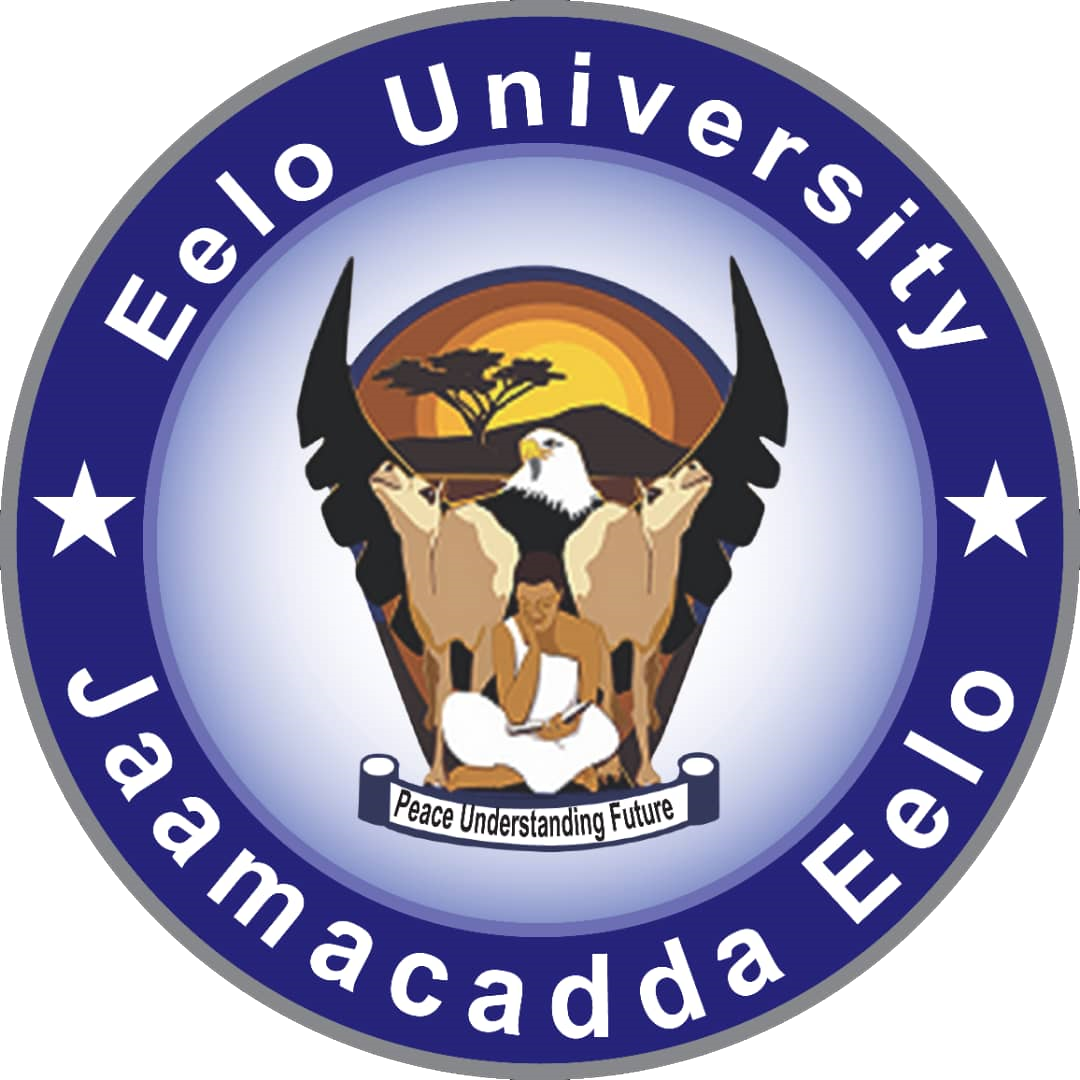 Eelo University
Peace Understanding Future
Jaamacadda Eelo